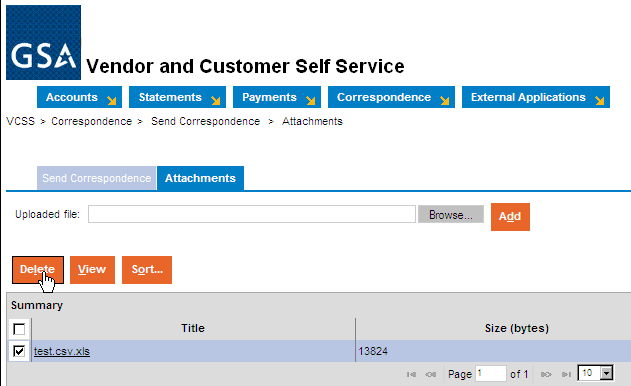 GSA
Vendor and Customer Self Service
Accounts Statements Payments Correspondence External Applications
VCSS > Correspondence > Send Correspondence > Attachments
Send Correspondence Attachments
Uploaded file: Browse... Add
Delete View Sort...
Summary
Title Size (bytes)
test.csv.xls 13824
Page 1 of 1 10